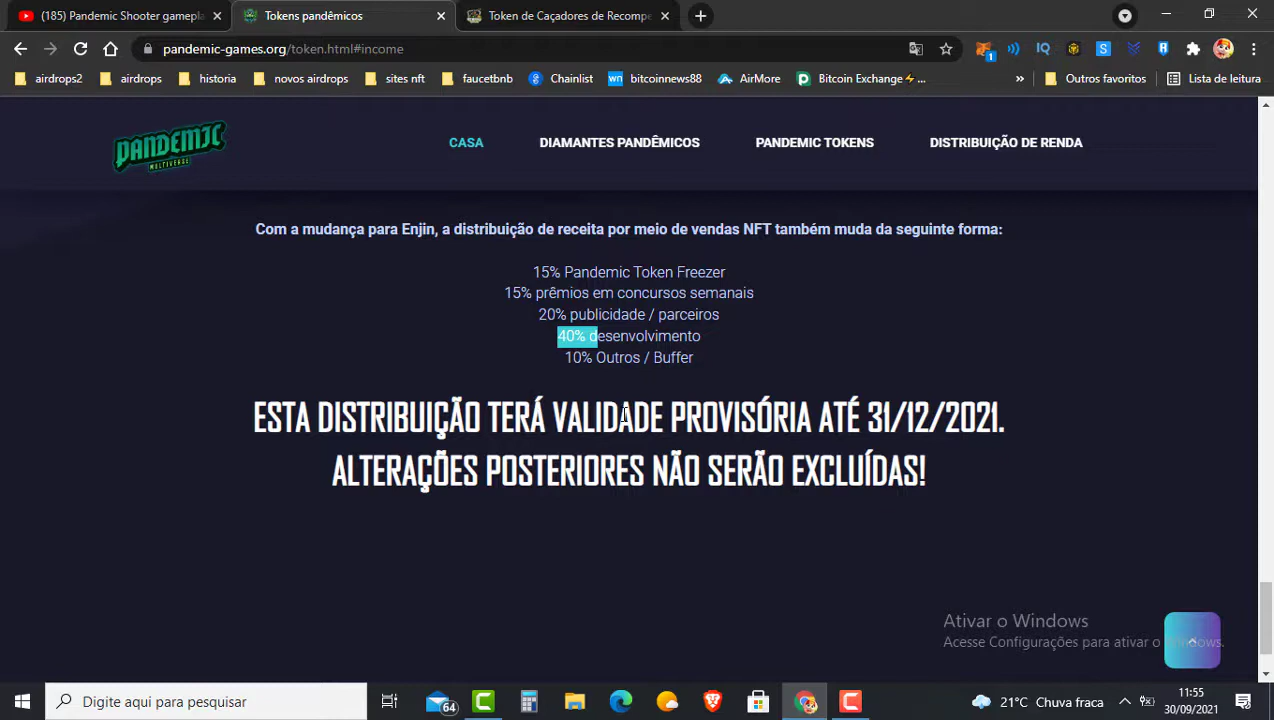 (185) Pandemic Shooter gamepla
Tokens pandêmicos
Token de Caçadores de Recompe
pandemic-games.org/token.html#income
1
airdrops2
airdrops
historia
novos airdrops
sites nft
faucetbnb
Chainlist
wn
bitcoinnews88
AirMore
Bitcoin Exchange⚡...
»
Outros favoritos
Lista de leitura
PANDEMIC
MULTIVERSE
CASA
DIAMANTES PANDÊMICOS
PANDEMIC TOKENS
DISTRIBUIÇÃO DE RENDA
Com a mudança para Enjin, a distribuição de receita por meio de vendas NFT também muda da seguinte forma:
15% Pandemic Token Freezer
15% prêmios em concursos semanais
20% publicidade / parceiros
40% desenvolvimento
10% Outros / Buffer
ESTA DISTRIBUIÇÃO TERÁ VALIDADE PROVISÓRIA ATÉ 31/12/2021.
ALTERAÇÕES POSTERIORES NÃO SERÃO EXCLUÍDAS!
Ativar o Windows
Acesse Configurações para ativar o Windows.
Digite aqui para pesquisar
64
21°C Chuva fraca
11:55
30/09/2021